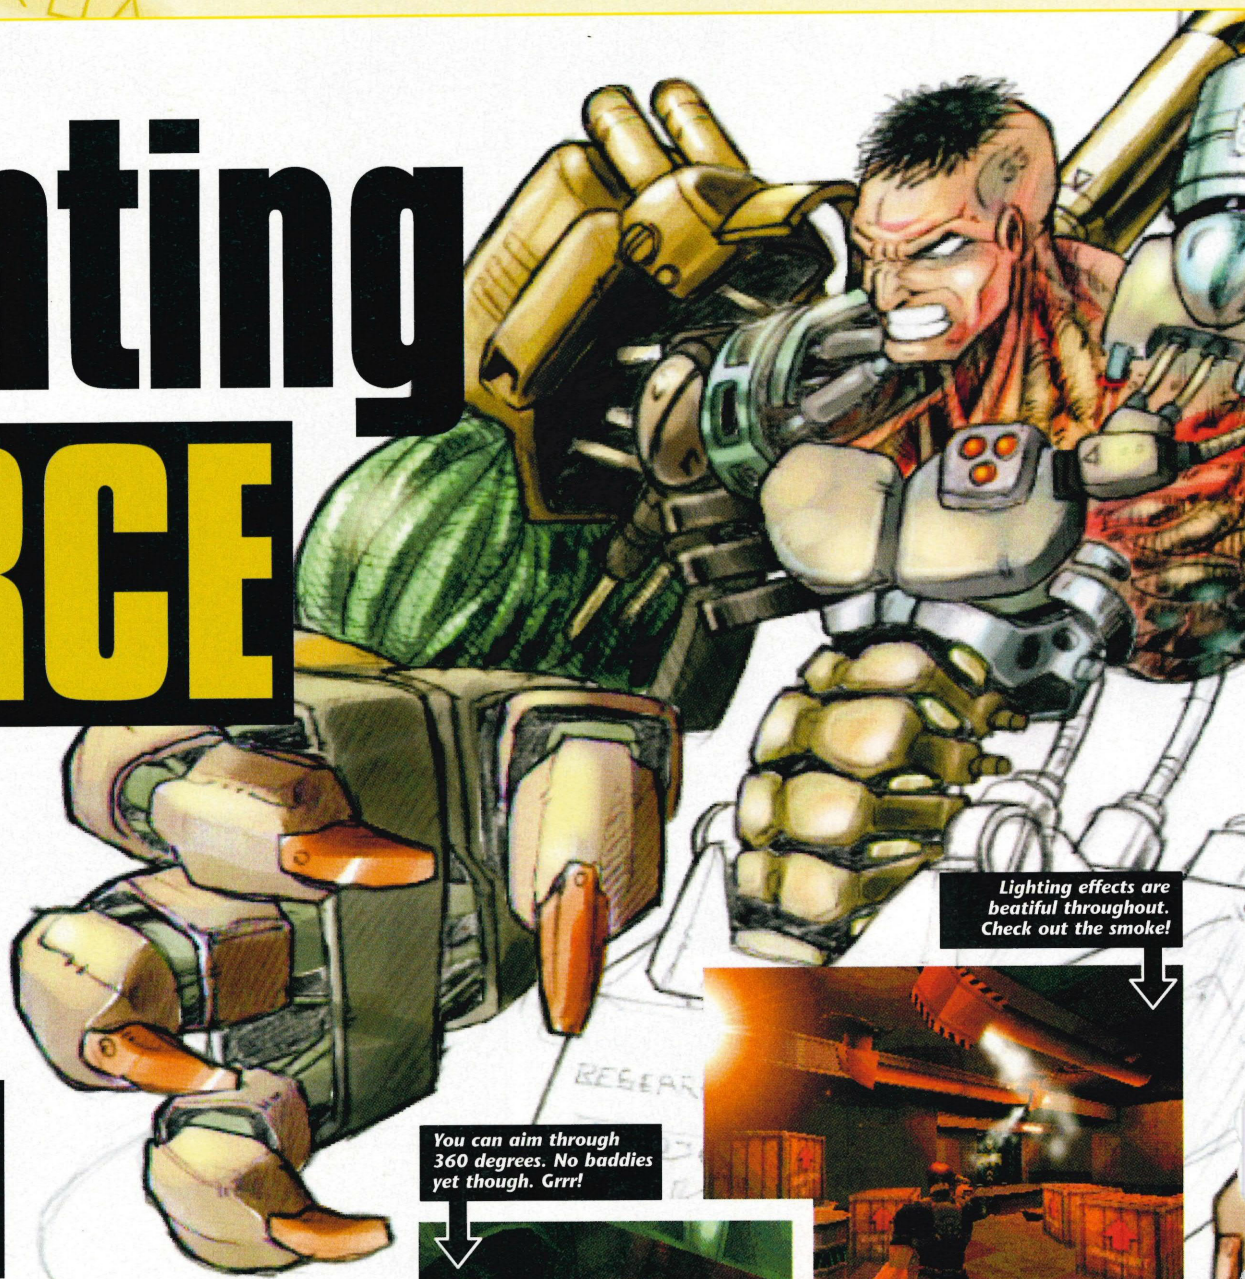 nting
RCE
Lighting effects are
beatiful throughout.
Check out the smoke!
You can aim through
360 degrees. No baddies
yet though. Grrr!